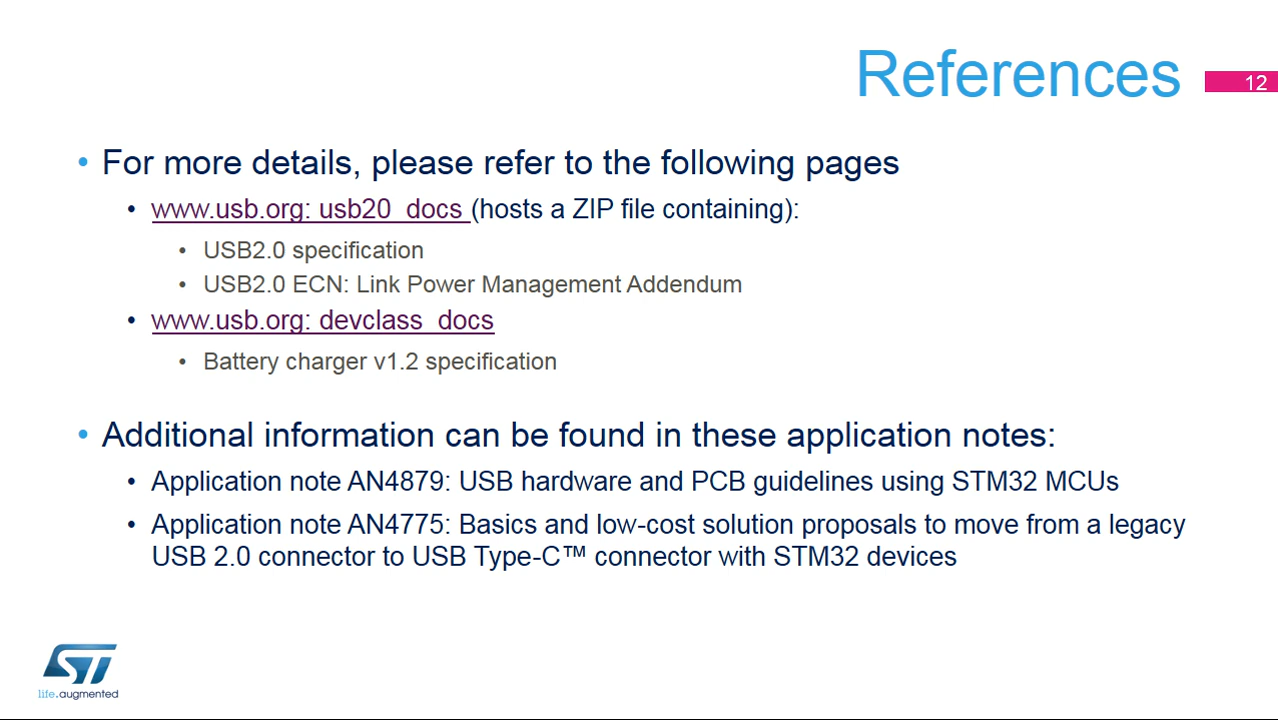 References
12
• For more details, please refer to the following pages
• www.usb.org: usb20_docs (hosts a ZIP file containing):
• USB2.0 specification
• USB2.0 ECN: Link Power Management Addendum
• www.usb.org: devclass_docs
• Battery charger v1.2 specification
• Additional information can be found in these application notes:
• Application note AN4879: USB hardware and PCB guidelines using STM32 MCUs
• Application note AN4775: Basics and low-cost solution proposals to move from a legacy
USB 2.0 connector to USB Type-C™ connector with STM32 devices
ST
life.augmented